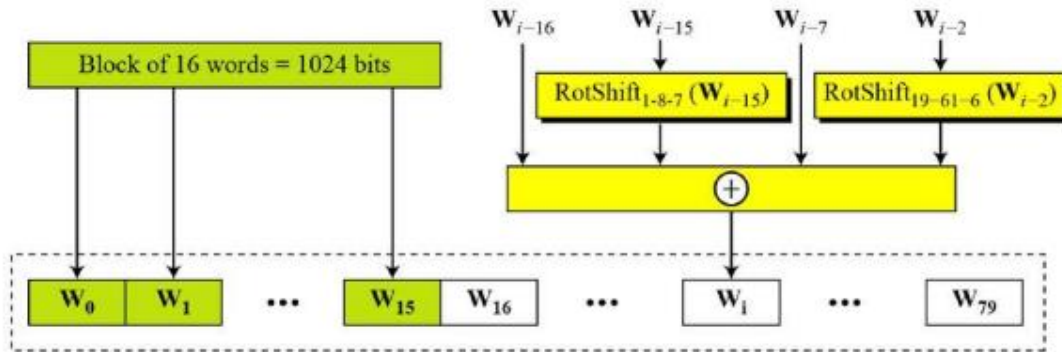 W_{i−16} W_{i−15} W_{i−7} W_{i−2}
Block of 16 words = 1024 bits
RotShift_{1-8-7} (W_{i−15}) RotShift_{19−61−6} (W_{i−2})
+
W_0 W_1 ••• W_15 W_16 ••• W_i ••• W_79